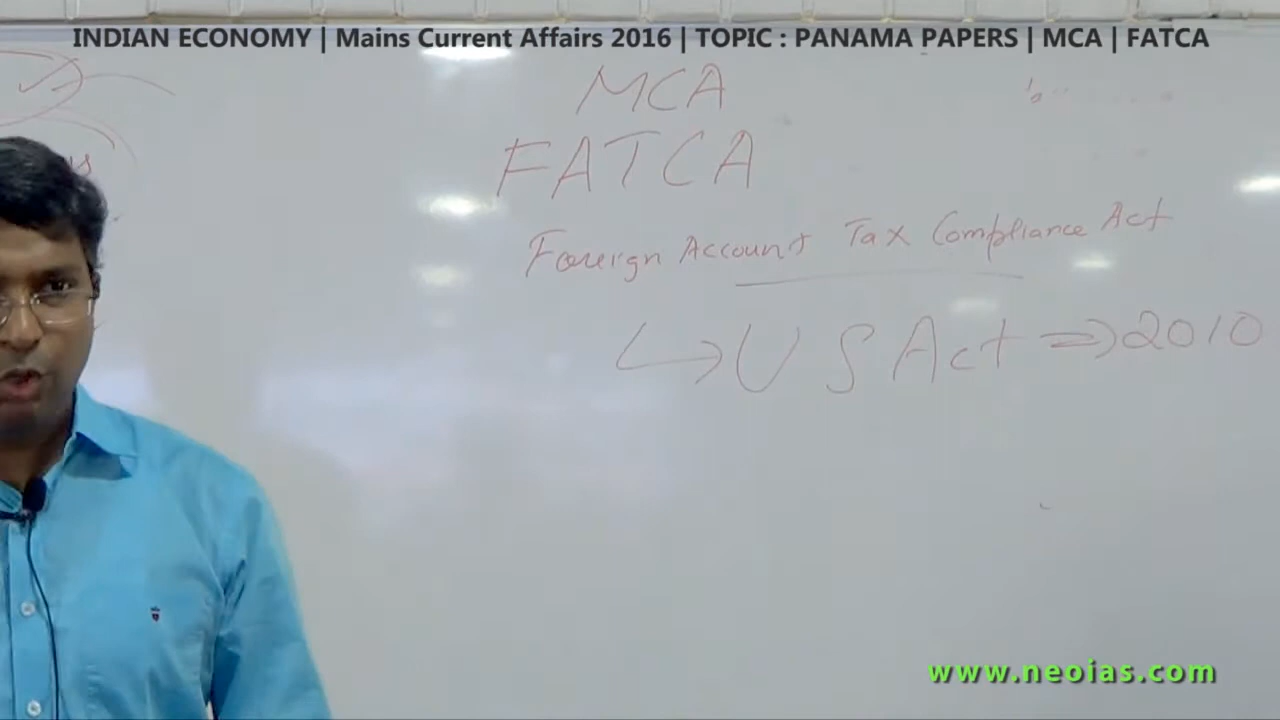 INDIAN ECONOMY | Mains Current Affairs 2016 | TOPIC : PANAMA PAPERS | MCA | FATCA
MCA
FATCA
Foreign Account Tax Compliance Act
↳ US Act ⇒ 2010
www.neoias.com